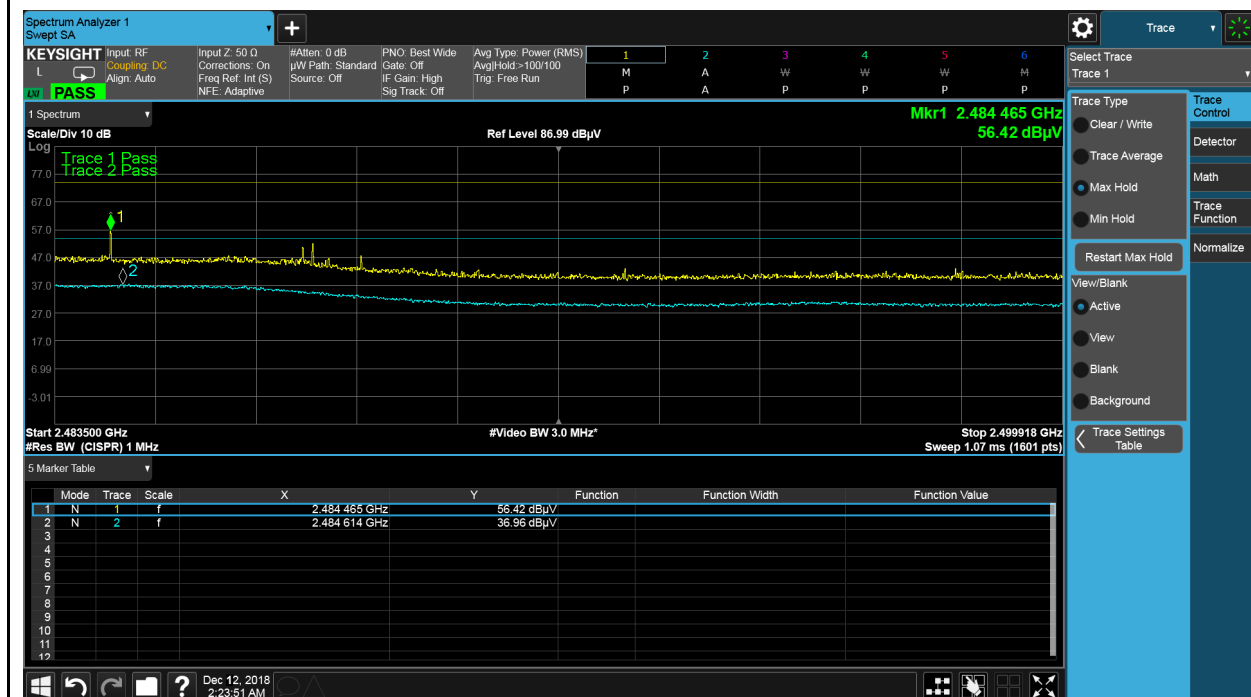 Spectrum Analyzer 1
Swept SA
Trace
KEYSIGHT Input: RF Input Z: 50 Ω #Atten: 0 dB PNO: Best Wide Avg Type: Power (RMS) 1 2 3 4 5 6
L Coupling: DC Corrections: On µW Path: Standard Gate: Off Avg|Hold:>100/100 M A W W W M
Align: Auto Freq Ref: Int (S) Source: Off IF Gain: High Trig: Free Run
LXI PASS NFE: Adaptive Sig Track: Off P A P P P P
Select Trace
Trace 1
1 Spectrum
Scale/Div 10 dB
Ref Level 86.99 dBµV
Mkr1 2.484 465 GHz
56.42 dBµV
Log
Trace 1 Pass
Trace 2 Pass
77.0
67.0
57.0
47.0
37.0
27.0
17.0
6.99
-3.01
1
2
Start 2.483500 GHz #Video BW 3.0 MHz* Stop 2.499918 GHz
#Res BW (CISPR) 1 MHz Sweep 1.07 ms (1601 pts)
Trace Type
Clear / Write
Trace Average
Max Hold
Min Hold
Restart Max Hold
View/Blank
Active
View
Blank
Background
Trace Settings
Table
Trace
Control
Detector
Math
Trace
Function
Normalize
5 Marker Table
Mode Trace Scale X Y Function Function Width Function Value
1 N 1 f 2.484 465 GHz 56.42 dBµV
2 N 2 f 2.484 614 GHz 36.96 dBµV
3
4
5
6
7
8
9
10
11
12
?
Dec 12, 2018
2:23:51 AM